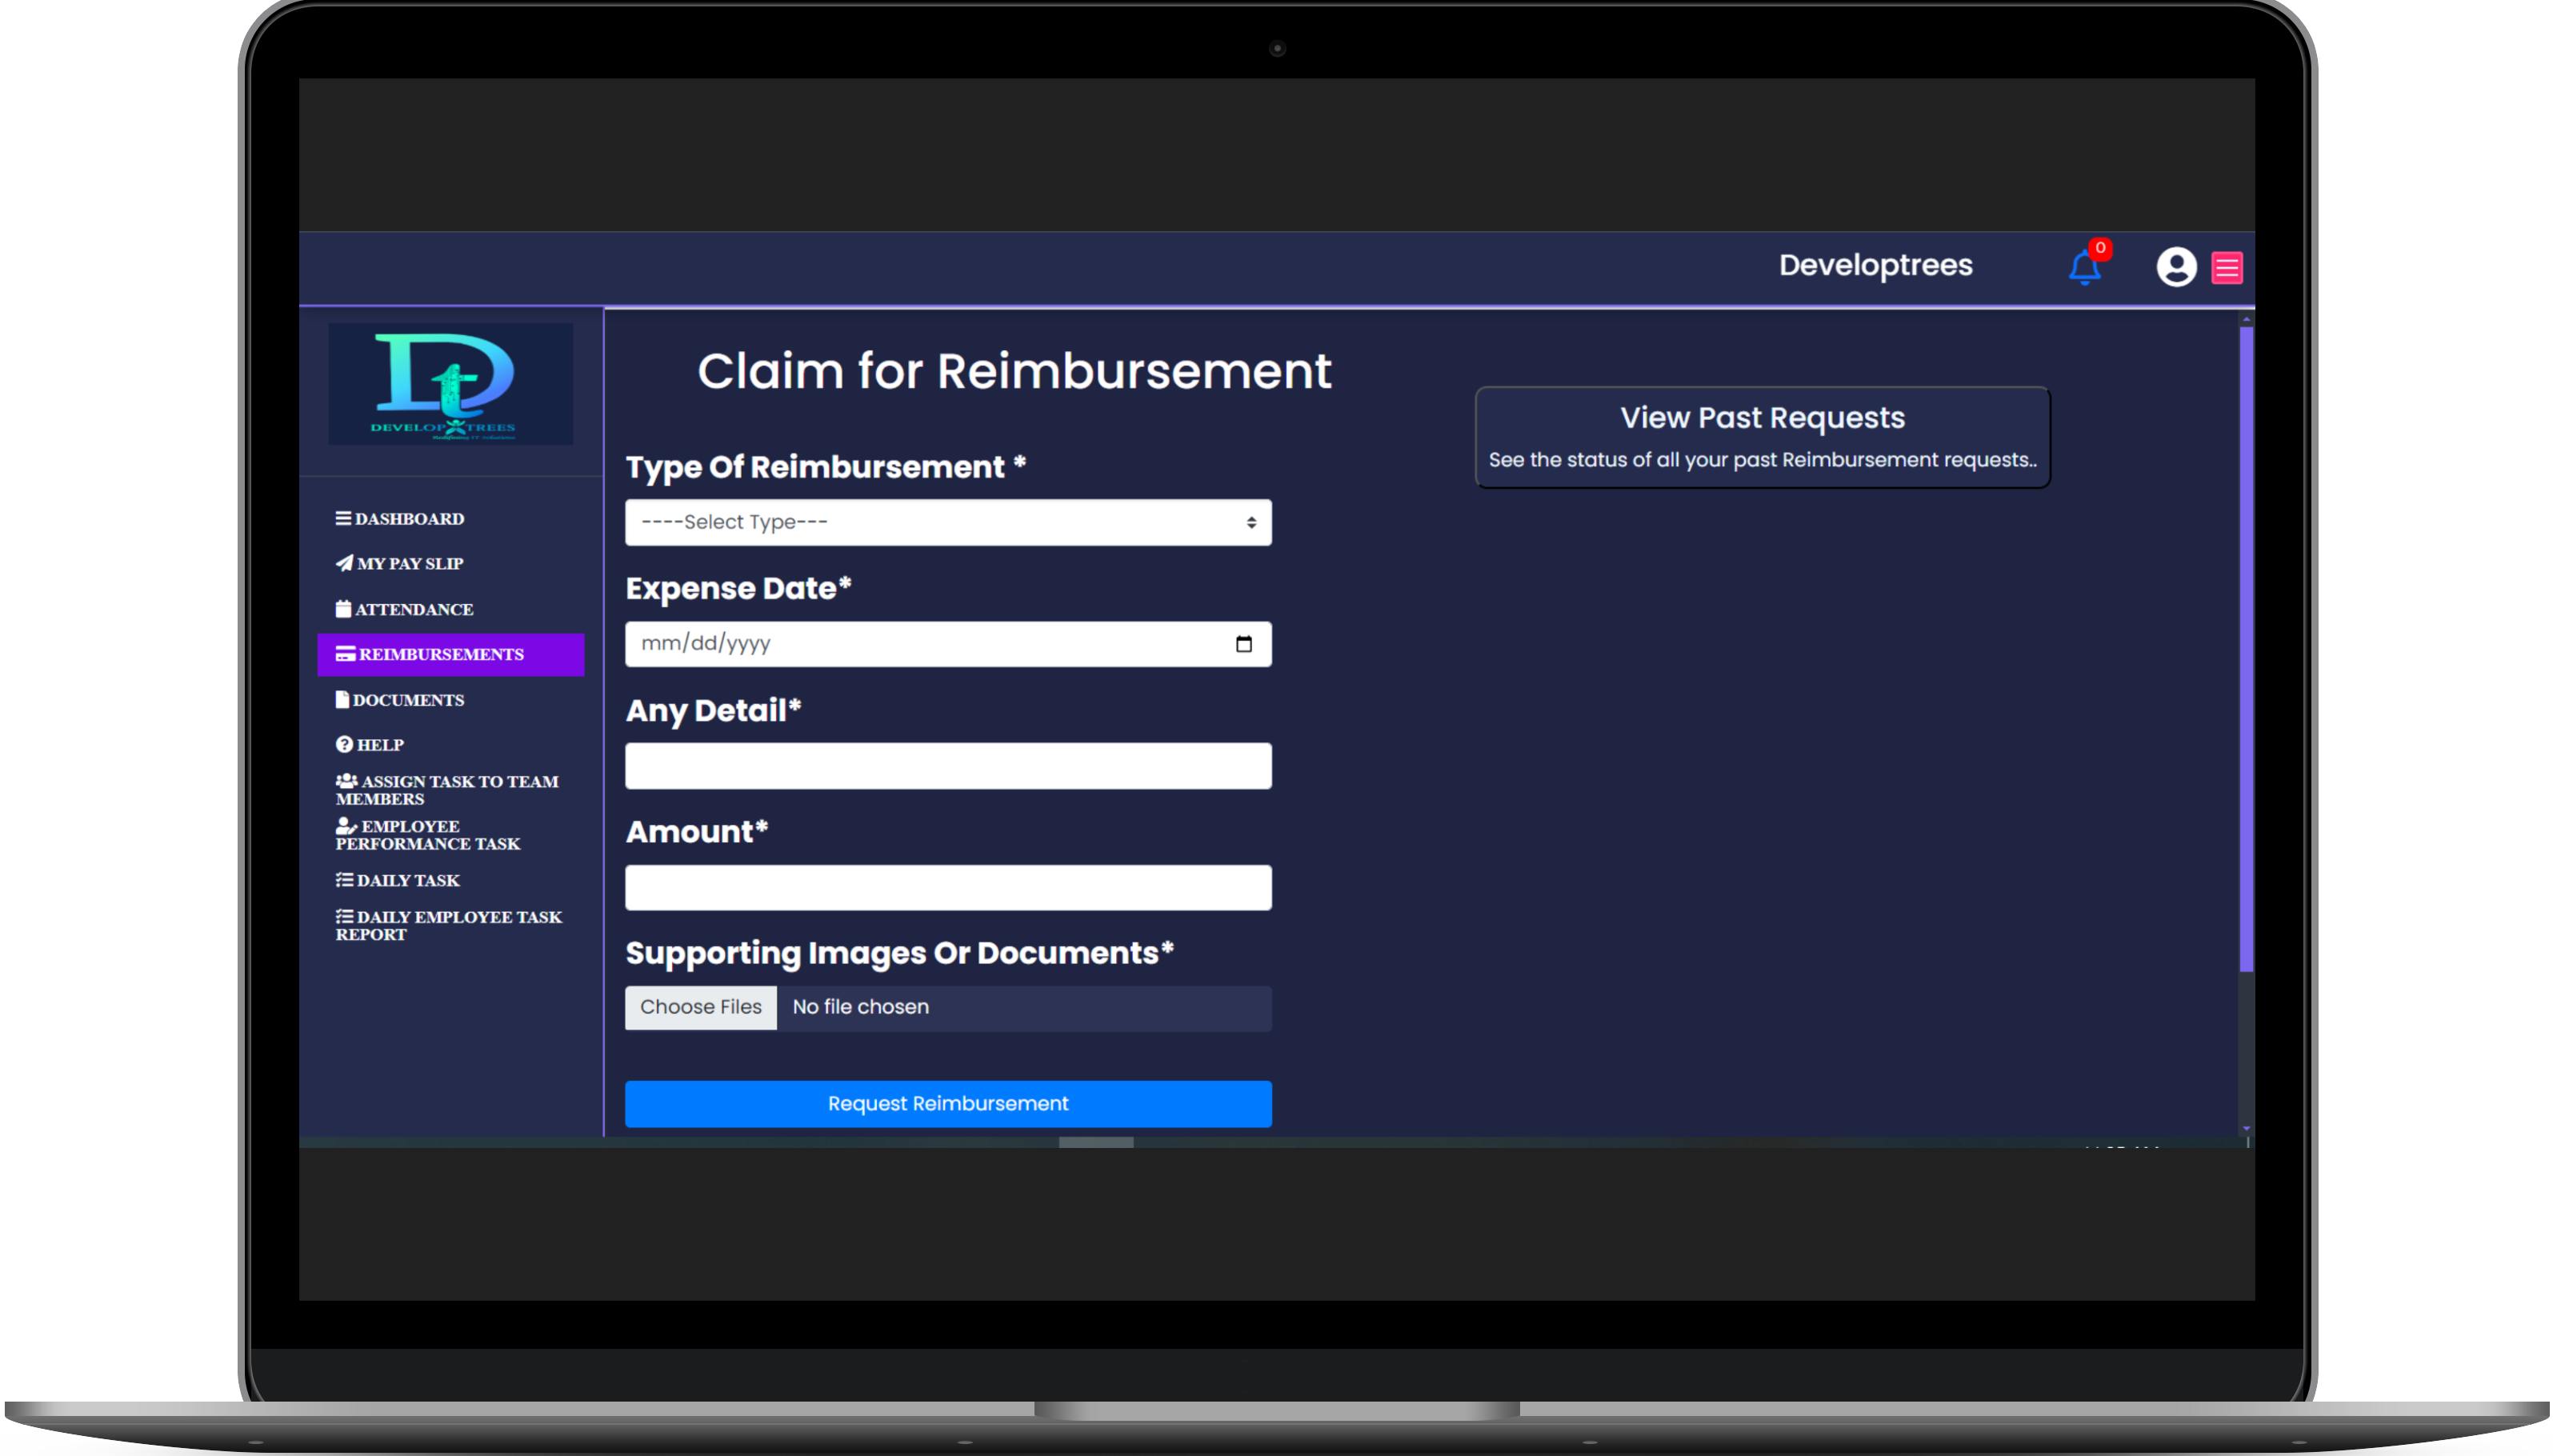 Developtrees
0
DEVELOP TREES
Claim for Reimbursement
View Past Requests
See the status of all your past Reimbursement requests..
DASHBOARD
MY PAY SLIP
ATTENDANCE
REIMBURSEMENTS
DOCUMENTS
HELP
ASSIGN TASK TO TEAM
MEMBERS
EMPLOYEE
PERFORMANCE TASK
DAILY TASK
DAILY EMPLOYEE TASK
REPORT
Type Of Reimbursement *
----Select Type---
Expense Date*
mm/dd/yyyy
Any Detail*
Amount*
Supporting Images Or Documents*
Choose Files No file chosen
Request Reimbursement